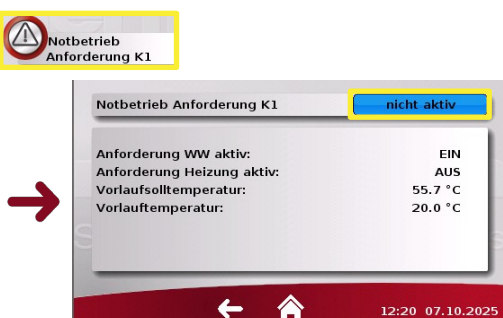 Notbetrieb
Anforderung K1
Notbetrieb Anforderung K1 nicht aktiv
Anforderung WW aktiv: EIN
Anforderung Heizung aktiv: AUS
Vorlaufsolltemperatur: 55.7 °C
Vorlauftemperatur: 20.0 °C
12:20 07.10.2025